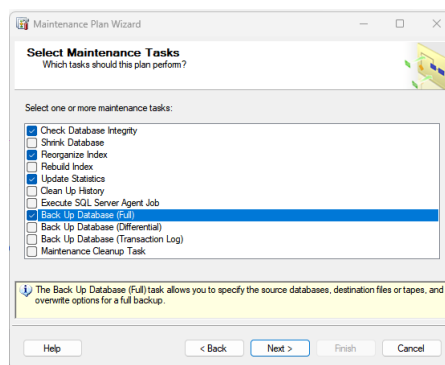 Maintenance Plan Wizard
Select Maintenance Tasks
Which tasks should this plan perform?
Select one or more maintenance tasks:
Check Database Integrity
Shrink Database
Reorganize Index
Rebuild Index
Update Statistics
Clean Up History
Execute SQL Server Agent Job
Back Up Database (Full)
Back Up Database (Differential)
Back Up Database (Transaction Log)
Maintenance Cleanup Task
The Back Up Database (Full) task allows you to specify the source databases, destination files or tapes, and
overwrite options for a full backup.
Help < Back Next > Finish Cancel